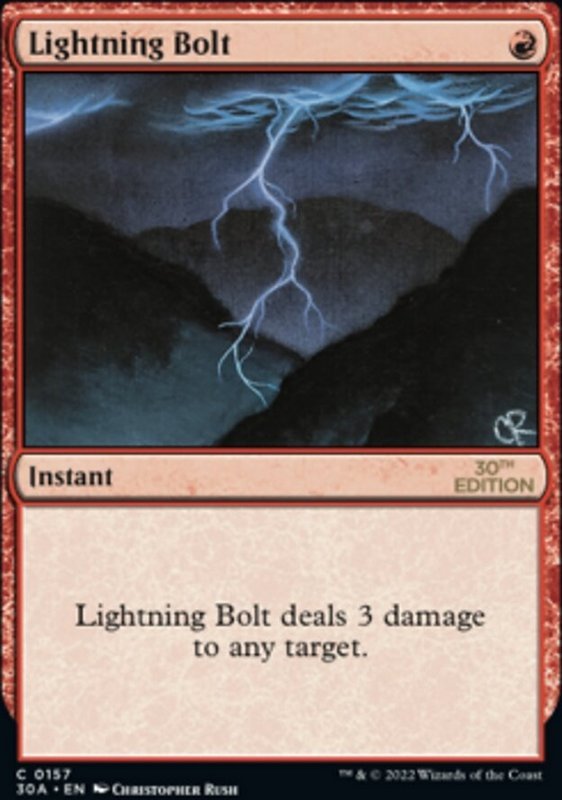 Lightning Bolt
CR
Instant
30TH
EDITION
Lightning Bolt deals 3 damage
to any target.
C 0157
30A • EN Christopher Rush
™ & © 2022 Wizards of the Coast